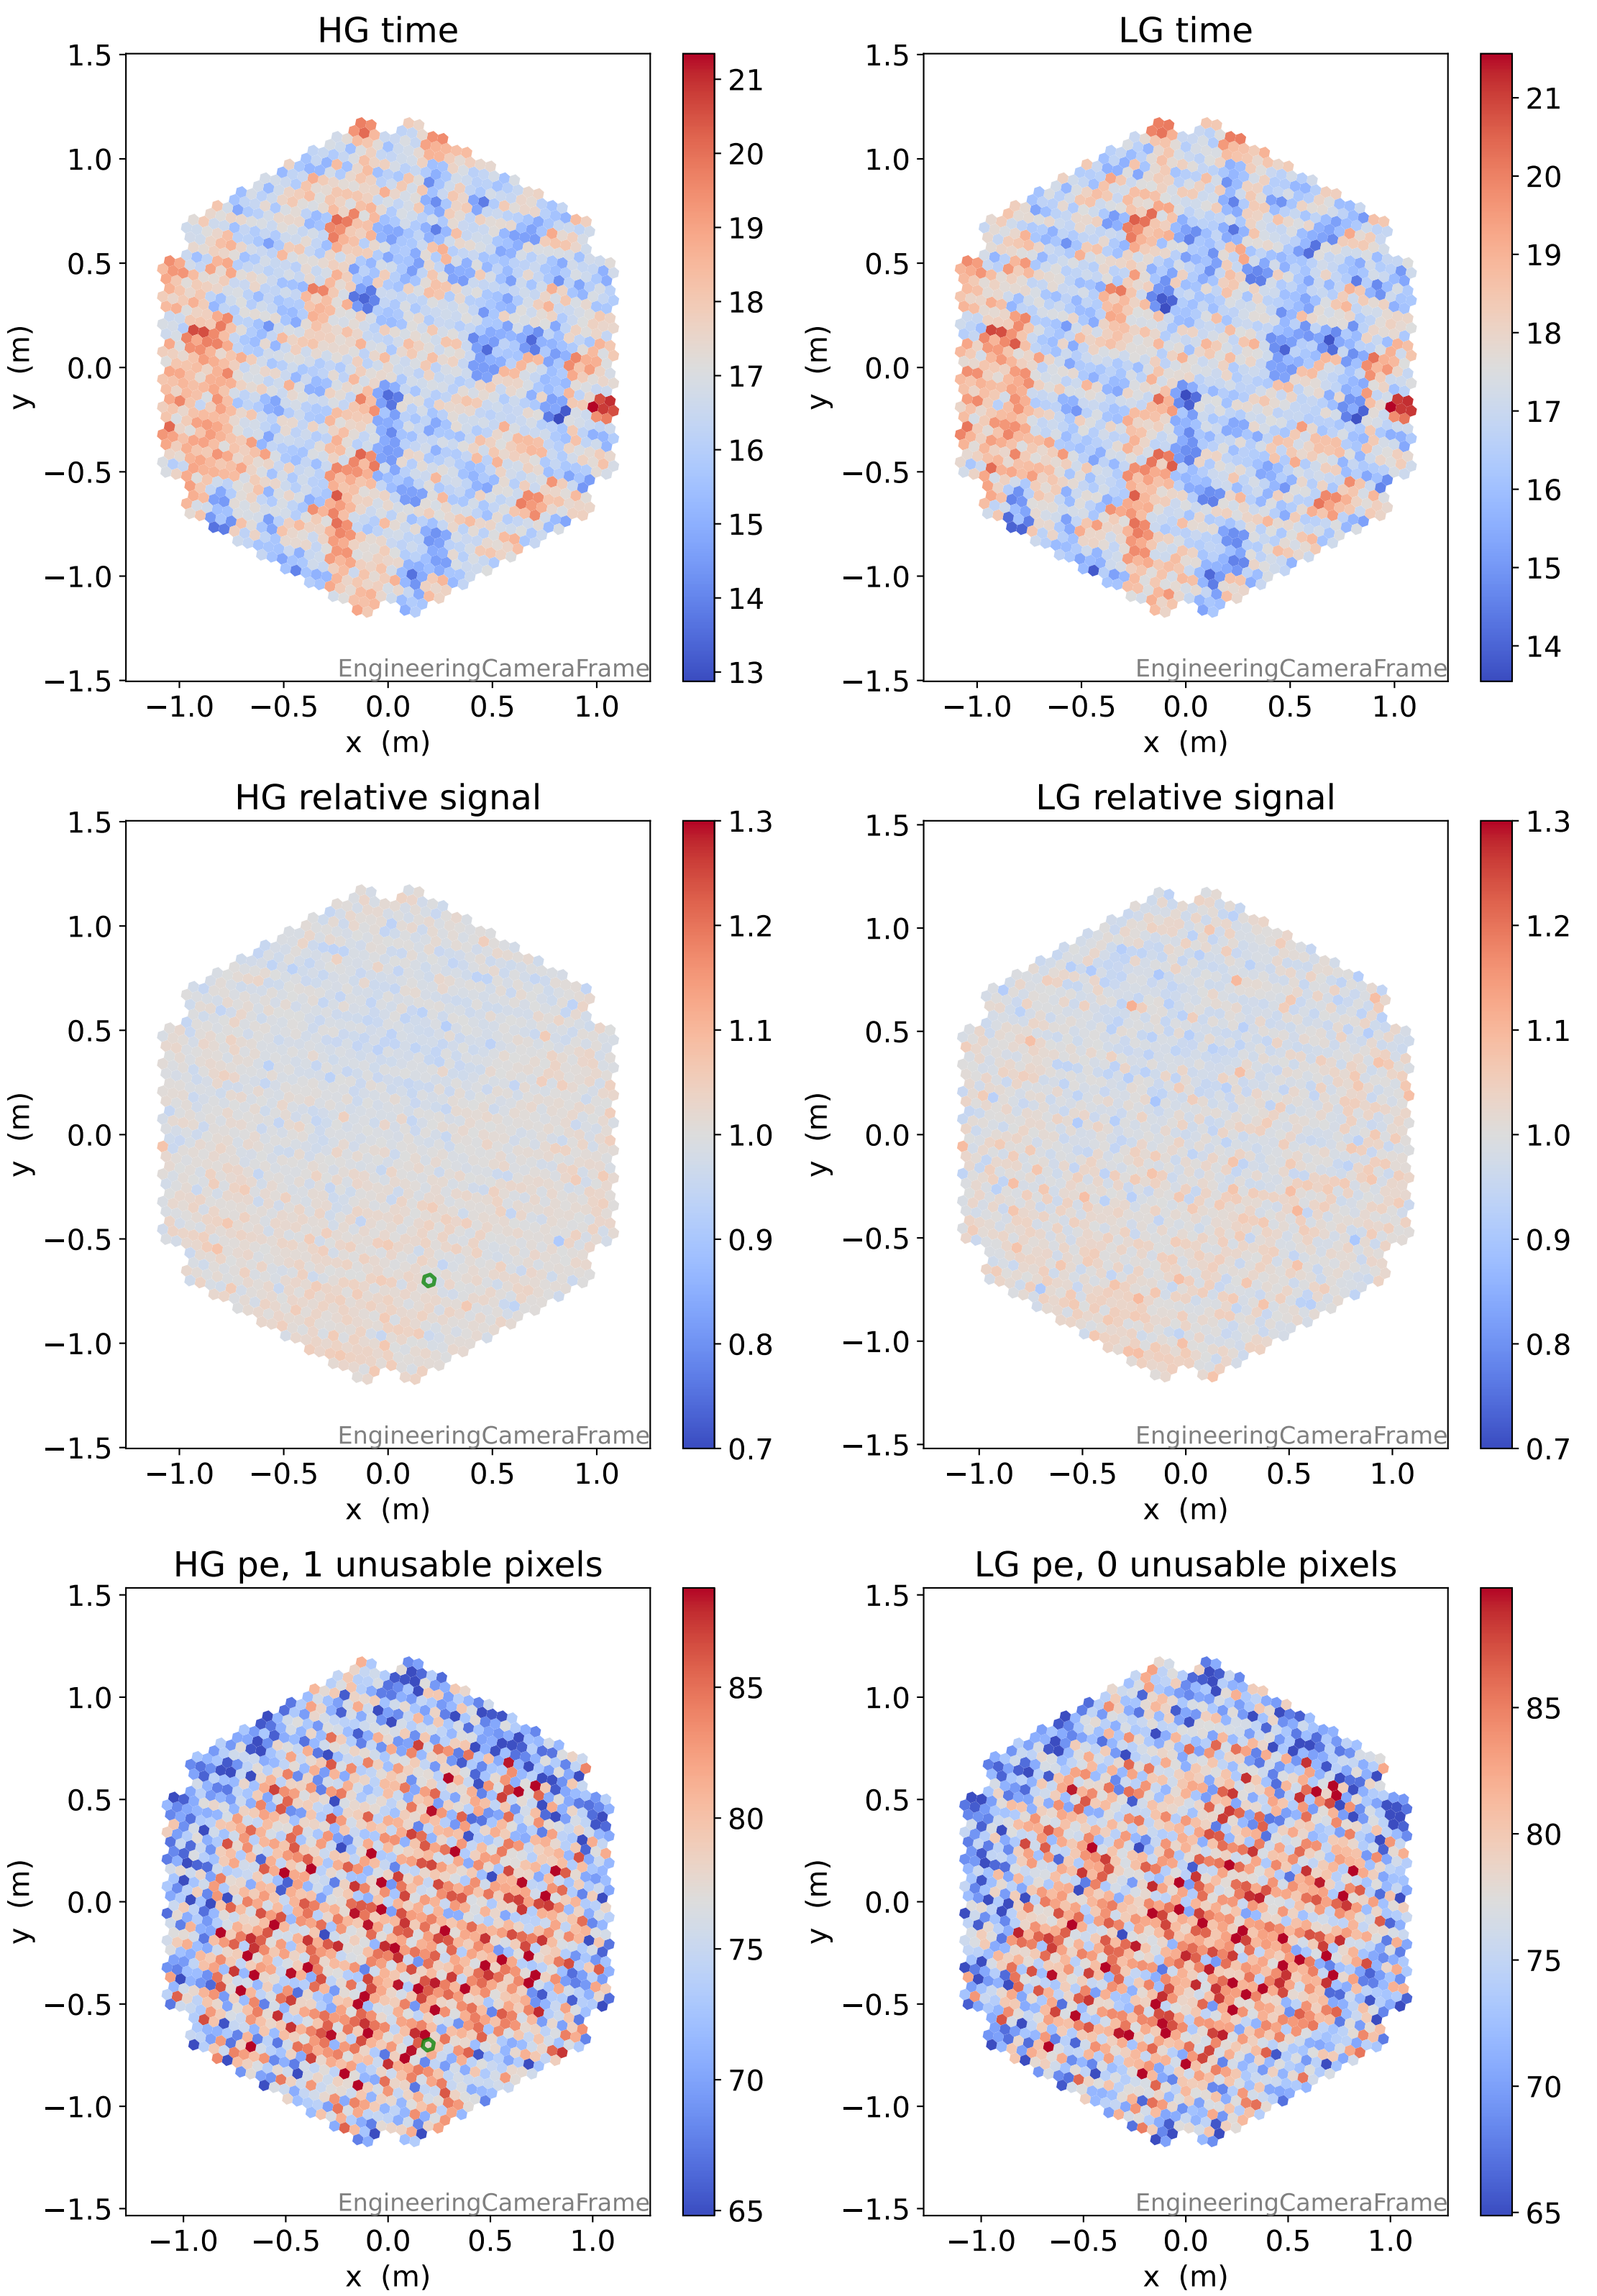 HG time
LG time
1.5
1.0
0.5
0.0
−0.5
−1.0
−1.5
y (m)
−1.0 −0.5 0.0 0.5 1.0
x (m)
EngineeringCameraFrame
21
20
19
18
17
16
15
14
13
1.5
1.0
0.5
0.0
−0.5
−1.0
−1.5
y (m)
−1.0 −0.5 0.0 0.5 1.0
x (m)
EngineeringCameraFrame
21
20
19
18
17
16
15
14
HG relative signal
LG relative signal
1.5
1.0
0.5
0.0
−0.5
−1.0
−1.5
y (m)
−1.0 −0.5 0.0 0.5 1.0
x (m)
EngineeringCameraFrame
1.3
1.2
1.1
1.0
0.9
0.8
0.7
1.5
1.0
0.5
0.0
−0.5
−1.0
−1.5
y (m)
−1.0 −0.5 0.0 0.5 1.0
x (m)
EngineeringCameraFrame
1.3
1.2
1.1
1.0
0.9
0.8
0.7
HG pe, 1 unusable pixels
LG pe, 0 unusable pixels
1.5
1.0
0.5
0.0
−0.5
−1.0
−1.5
y (m)
−1.0 −0.5 0.0 0.5 1.0
x (m)
EngineeringCameraFrame
85
80
75
70
65
1.5
1.0
0.5
0.0
−0.5
−1.0
−1.5
y (m)
−1.0 −0.5 0.0 0.5 1.0
x (m)
EngineeringCameraFrame
85
80
75
70
65